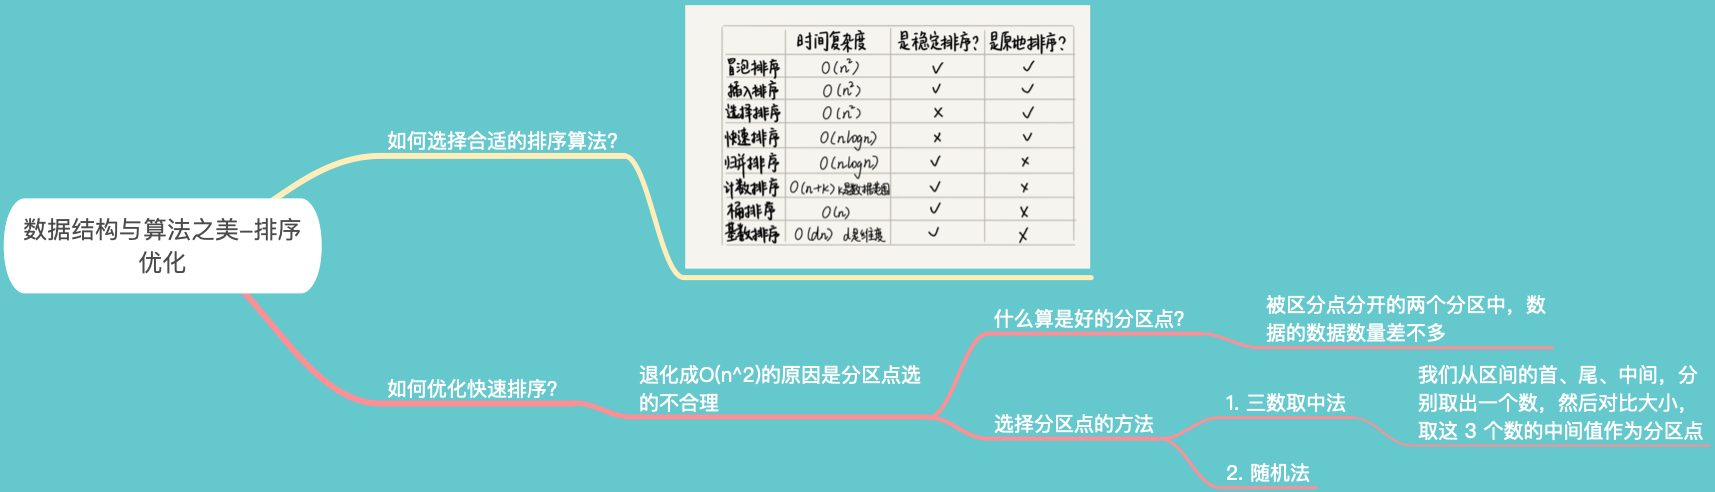 数据结构与算法之美-排序
优化
如何选择合适的排序算法?
时间复杂度 是稳定排序? 是原地排序?
冒泡排序 O(n²) ✓ ✓
插入排序 O(n²) ✓ ✓
选择排序 O(n²) × ✓
快速排序 O(nlogn) × ✓
归并排序 O(nlogn) ✓ ×
计数排序 O(n+k) k是数据范围 ✓ ×
桶排序 O(n) ✓ ×
基数排序 O(dn) d是维度 ✓ ×
如何优化快速排序?
退化成O(n^2)的原因是分区点选
的不合理
什么算是好的分区点?
被区分点分开的两个分区中，数
据的数据数量差不多
选择分区点的方法
1. 三数取中法
我们从区间的首、尾、中间，分
别取出一个数，然后对比大小，
取这 3 个数的中间值作为分区点
2. 随机法